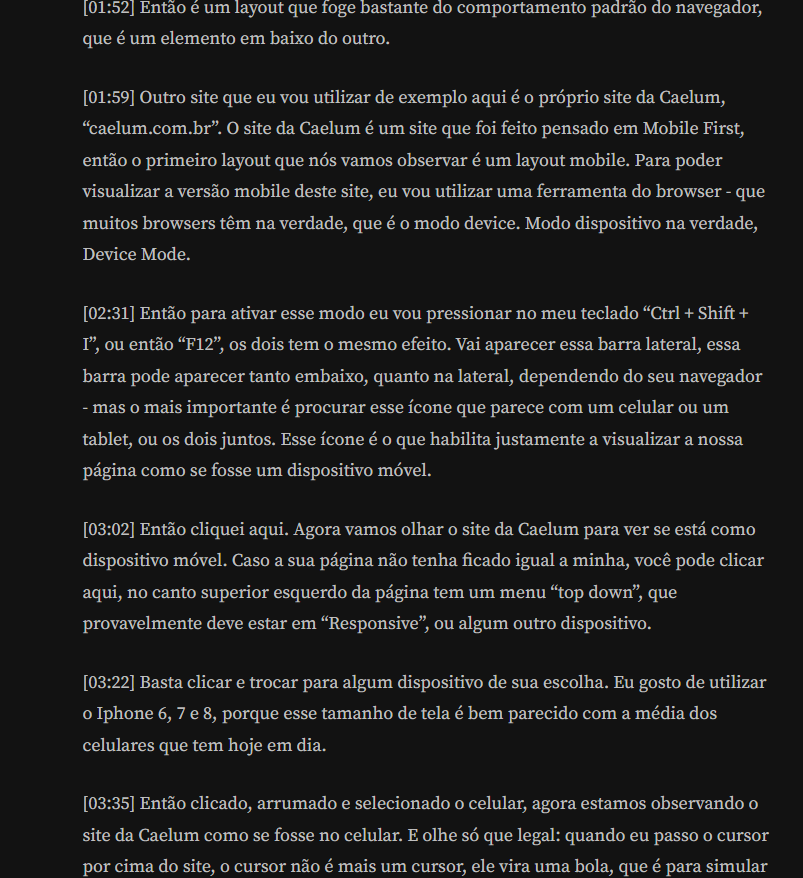 [01:52] Então é um layout que foge bastante do comportamento padrão do navegador,
que é um elemento em baixo do outro.
[01:59] Outro site que eu vou utilizar de exemplo aqui é o próprio site da Caelum,
“caelum.com.br”. O site da Caelum é um site que foi feito pensado em Mobile First,
então o primeiro layout que nós vamos observar é um layout mobile. Para poder
visualizar a versão mobile deste site, eu vou utilizar uma ferramenta do browser - que
muitos browsers têm na verdade, que é o modo device. Modo dispositivo na verdade,
Device Mode.
[02:31] Então para ativar esse modo eu vou pressionar no meu teclado “Ctrl + Shift +
I”, ou então “F12”, os dois tem o mesmo efeito. Vai aparecer essa barra lateral, essa
barra pode aparecer tanto embaixo, quanto na lateral, dependendo do seu navegador
- mas o mais importante é procurar esse ícone que parece com um celular ou um
tablet, ou os dois juntos. Esse ícone é o que habilita justamente a visualizar a nossa
página como se fosse um dispositivo móvel.
[03:02] Então cliquei aqui. Agora vamos olhar o site da Caelum para ver se está como
dispositivo móvel. Caso a sua página não tenha ficado igual a minha, você pode clicar
aqui, no canto superior esquerdo da página tem um menu “top down”, que
provavelmente deve estar em “Responsive”, ou algum outro dispositivo.
[03:22] Basta clicar e trocar para algum dispositivo de sua escolha. Eu gosto de utilizar
o Iphone 6, 7 e 8, porque esse tamanho de tela é bem parecido com a média dos
celulares que tem hoje em dia.
[03:35] Então clicado, arrumado e selecionado o celular, agora estamos observando o
site da Caelum como se fosse no celular. E olhe só que legal: quando eu passo o cursor
por cima do site, o cursor não é mais um cursor, ele vira uma bola, que é para simular